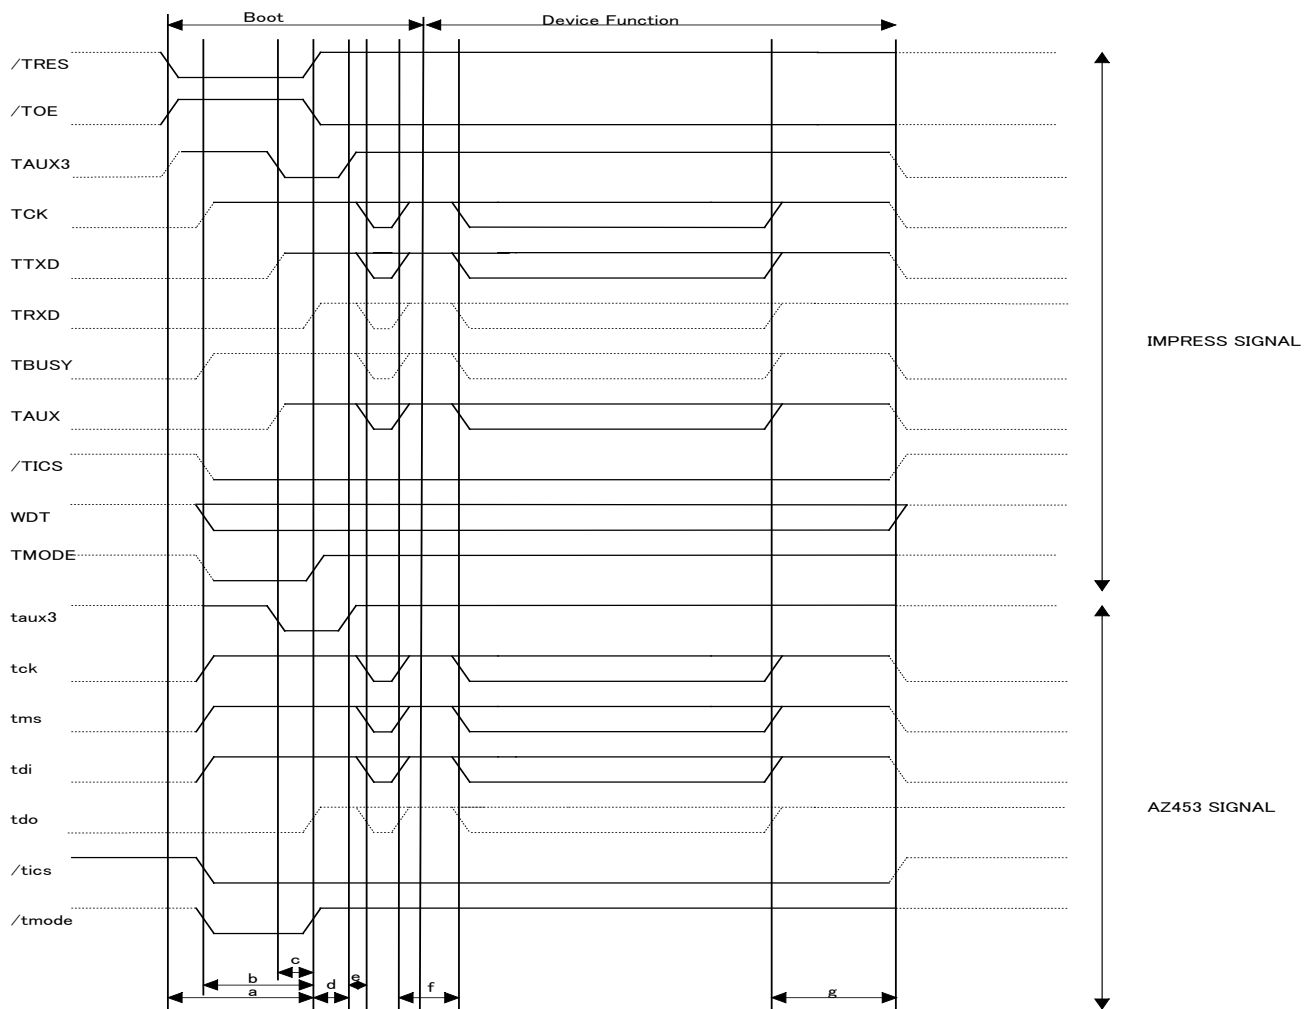 Boot
Device Function
/TRES
/TOE
TAUX3
TCK
TTXD
TRXD
TBUSY
TAUX
/TICS
WDT
TMODE
IMPRESS SIGNAL
taux3
tck
tms
tdi
tdo
/tics
/tmode
AZ453 SIGNAL
c
b
e
a
d
f
g